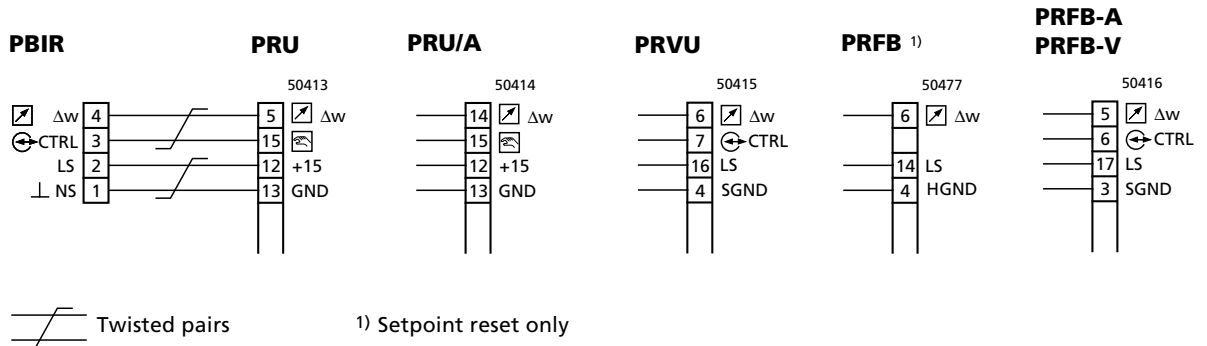 PRFB-A
PBIR PRU PRU/A PRVU PRFB 1) PRFB-V
50413 50414 50415 50477 50416
Δw 4 5 Δw 14 Δw 6 Δw 6 Δw 5 Δw
CTRL 3 15 15 7 CTRL 6 CTRL
LS 2 12 +15 12 +15 16 LS 14 LS 17 LS
⊥ NS 1 13 GND 13 GND 4 SGND 4 HGND 3 SGND
Twisted pairs 1) Setpoint reset only